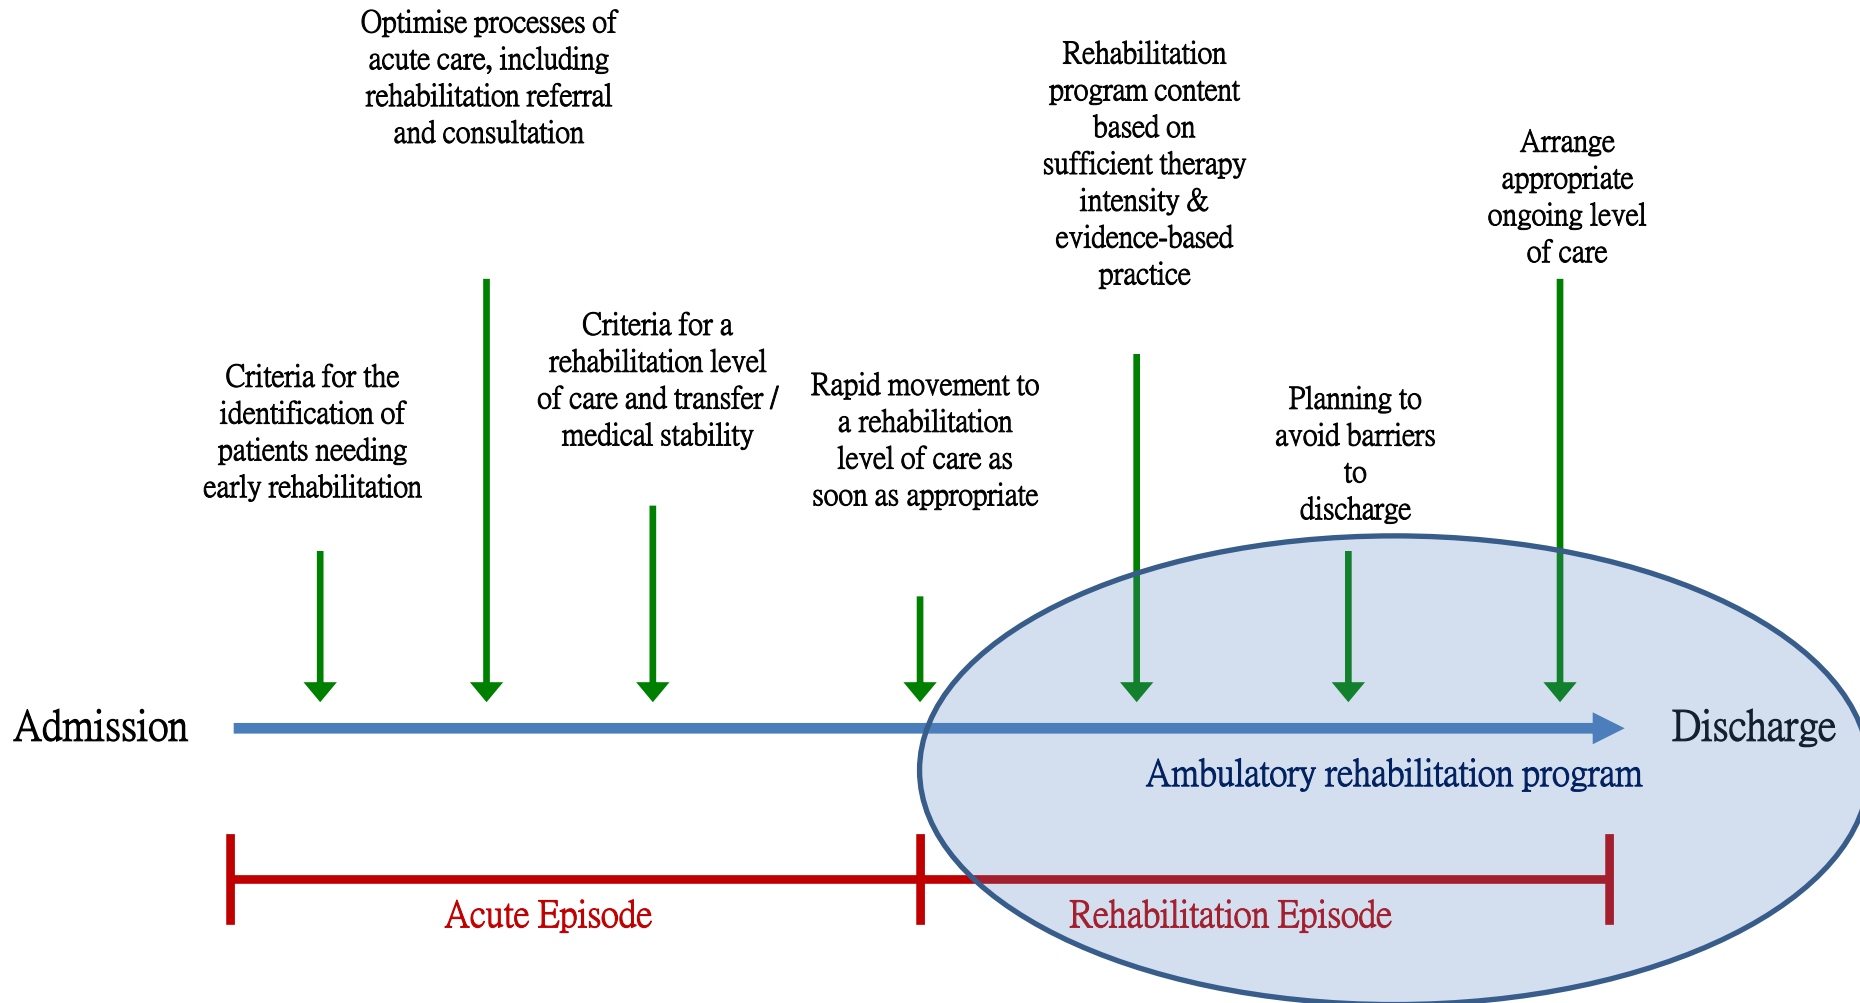 Optimise processes of
acute care, including
rehabilitation referral
and consultation
Rehabilitation
program content
based on
sufficient therapy
intensity &
evidence-based
practice
Arrange
appropriate
ongoing level
of care
Criteria for the
identification of
patients needing
early rehabilitation
Criteria for a
rehabilitation level
of care and transfer /
medical stability
Rapid movement to
a rehabilitation
level of care as
soon as appropriate
Planning to
avoid barriers
to
discharge
Admission
Discharge
Ambulatory rehabilitation program
Acute Episode
Rehabilitation Episode